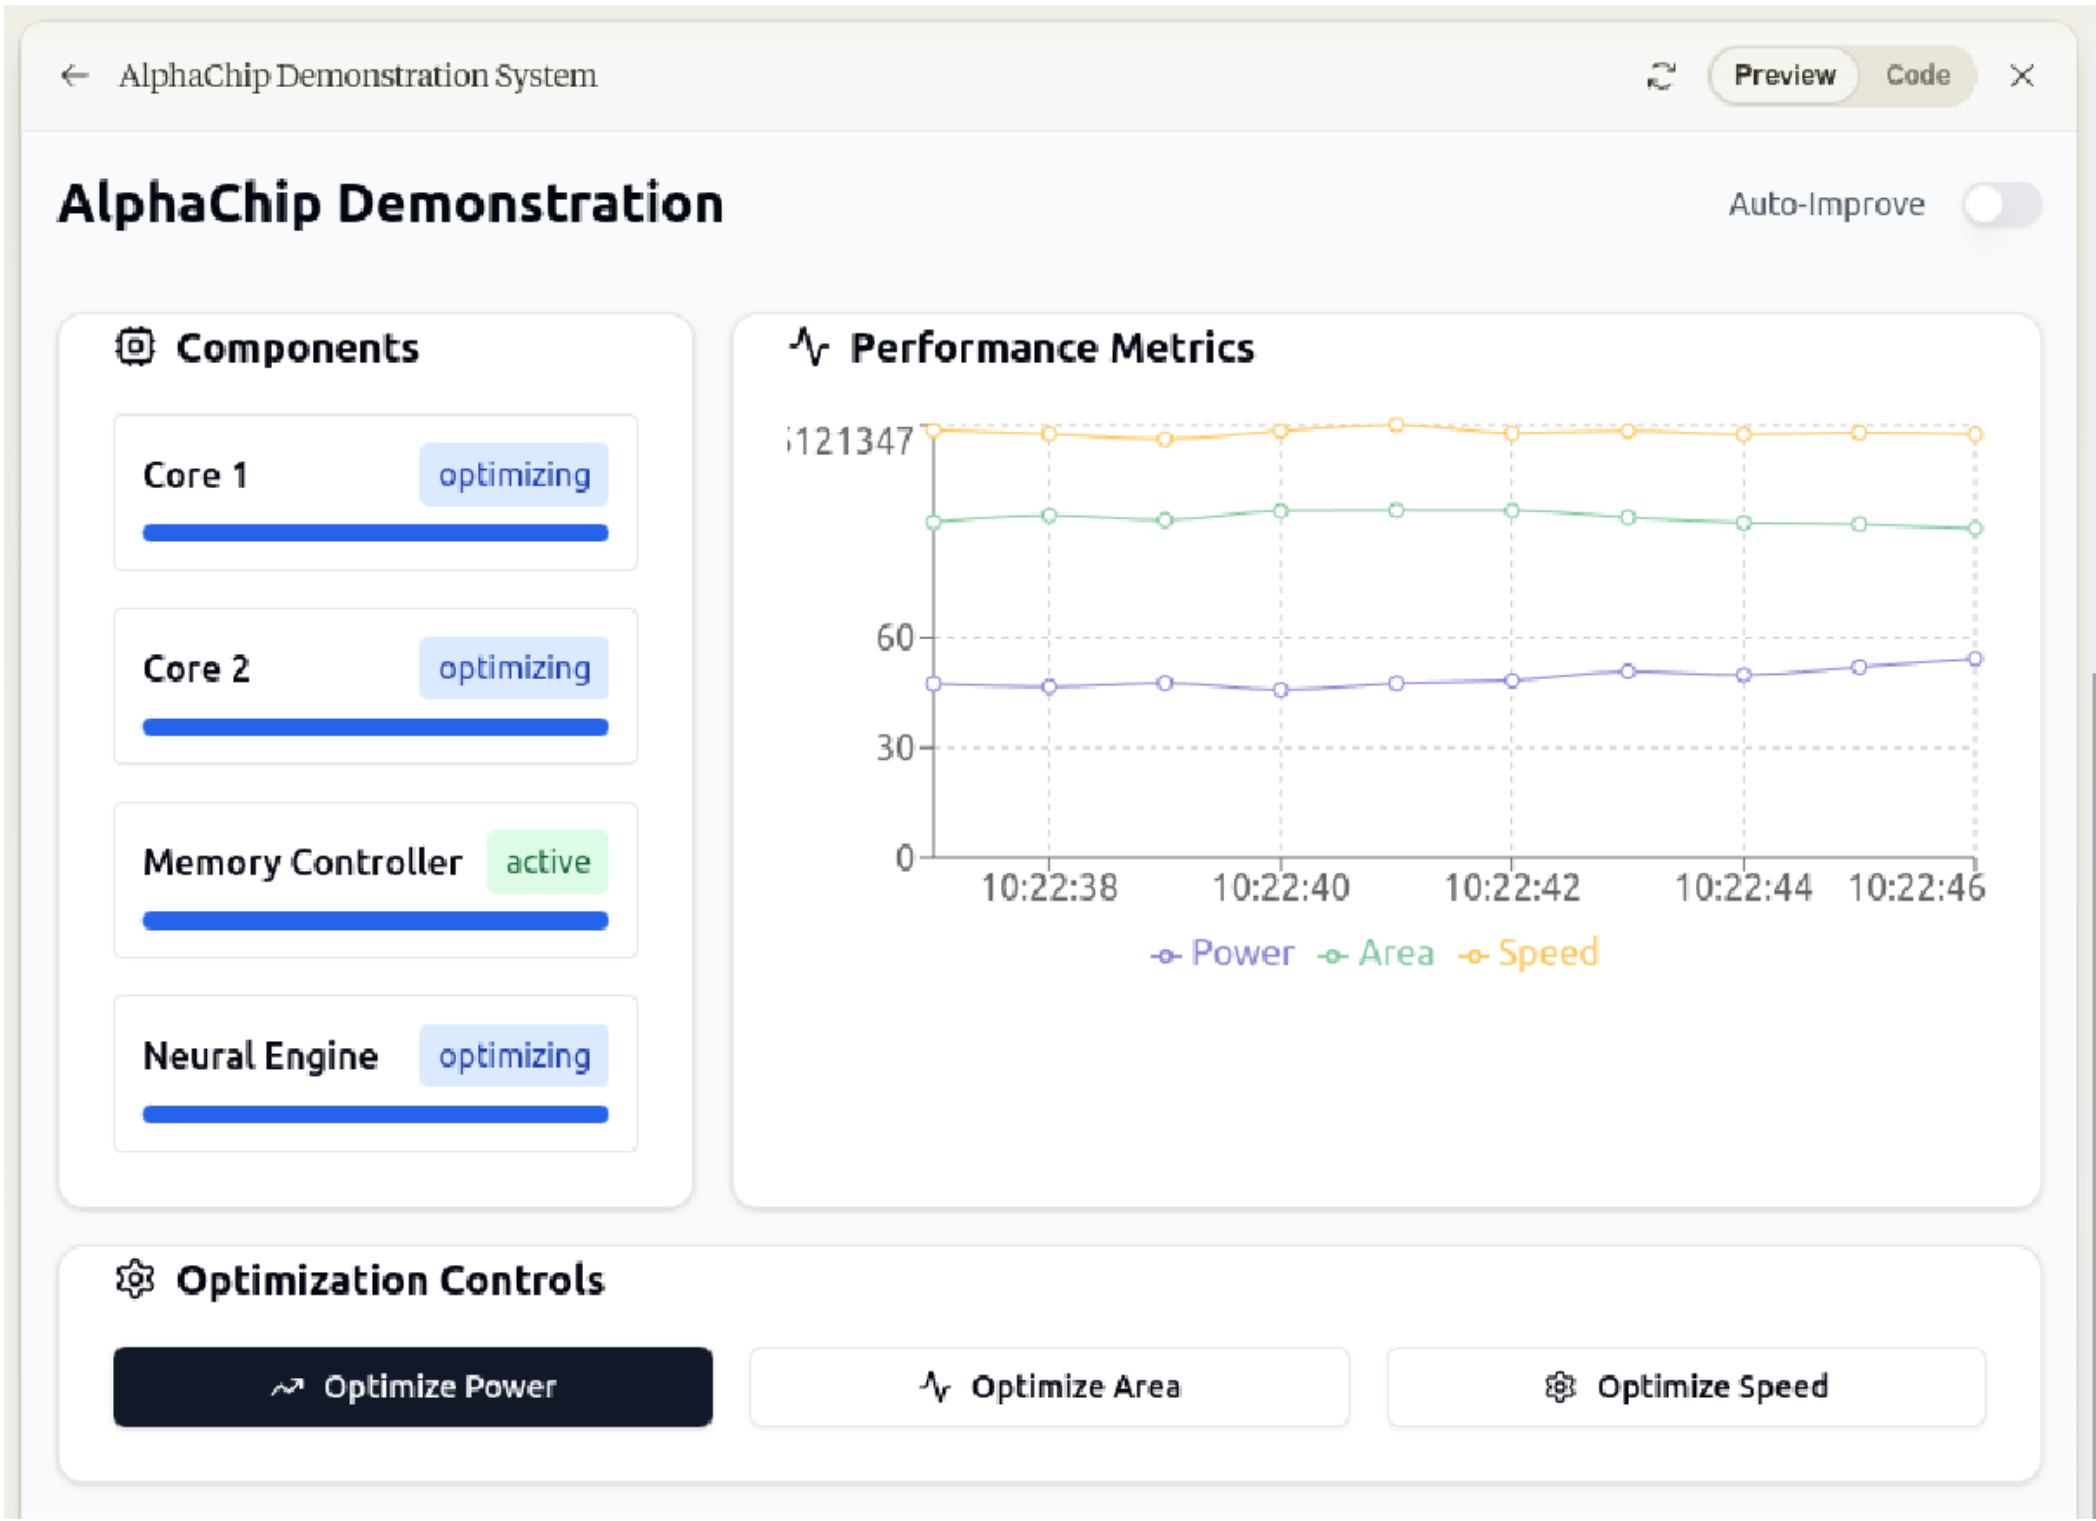 AlphaChip Demonstration System
Preview Code
AlphaChip Demonstration
Auto-Improve
Components
Core 1 optimizing
Core 2 optimizing
Memory Controller active
Neural Engine optimizing
Performance Metrics
121347
60
30
0
10:22:38 10:22:40 10:22:42 10:22:44 10:22:46
Power Area Speed
Optimization Controls
Optimize Power Optimize Area Optimize Speed